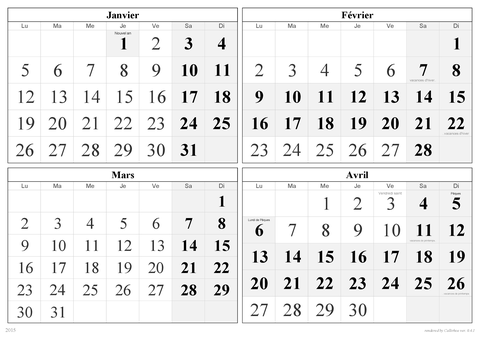 Janvier
Lu Ma Me Je Ve Sa Di
Nouvel an
1 2 3 4
5 6 7 8 9 10 11
12 13 14 15 16 17 18
19 20 21 22 23 24 25
26 27 28 29 30 31
Février
Lu Ma Me Je Ve Sa Di
1
2 3 4 5 6 7 8
9 10 11 12 13 14 15
16 17 18 19 20 21 22
23 24 25 26 27 28
Mars
Lu Ma Me Je Ve Sa Di
1
2 3 4 5 6 7 8
9 10 11 12 13 14 15
16 17 18 19 20 21 22
23 24 25 26 27 28 29
30 31
Avril
Lu Ma Me Je Ve Sa Di
Pâques
1 2 3 4 5
Lundi de Pâques
6 7 8 9 10 11 12
13 14 15 16 17 18 19
20 21 22 23 24 25 26
27 28 29 30